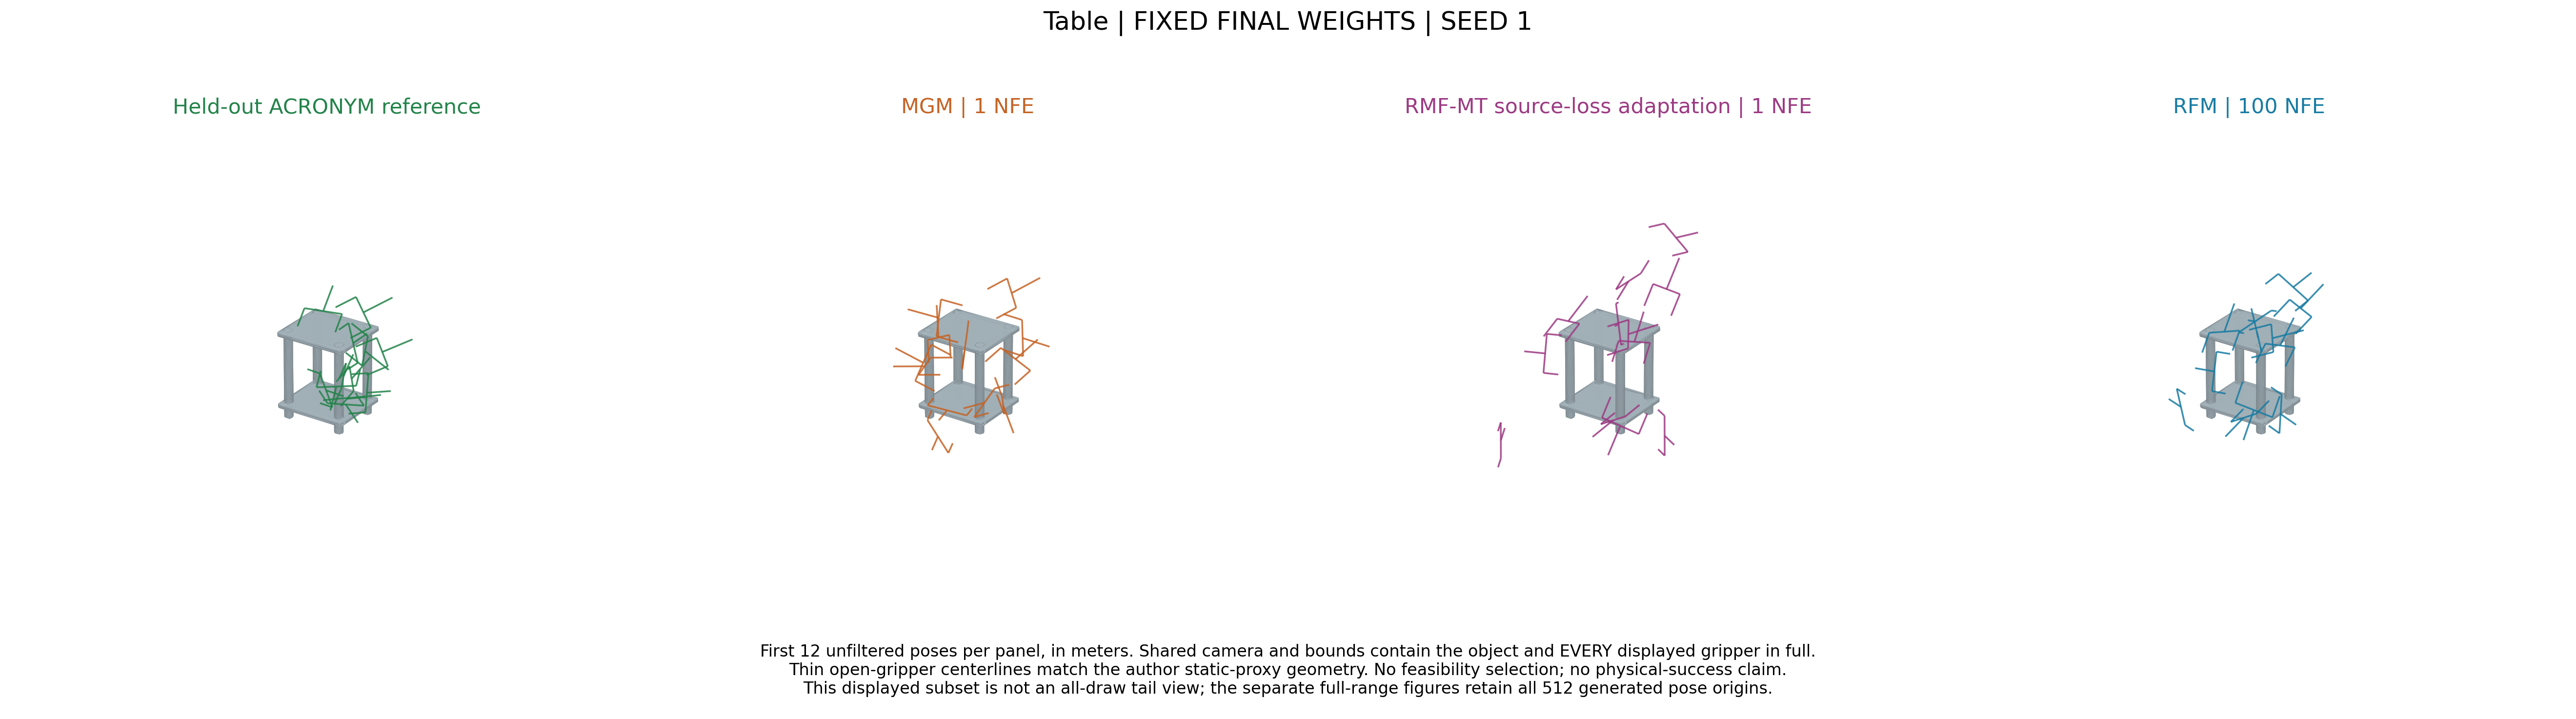 Table | FIXED FINAL WEIGHTS | SEED 1
Held-out ACRONYM reference
MGM | 1 NFE
RMF-MT source-loss adaptation | 1 NFE
RFM | 100 NFE
First 12 unfiltered poses per panel, in meters. Shared camera and bounds contain the object and EVERY displayed gripper in full.
Thin open-gripper centerlines match the author static-proxy geometry. No feasibility selection; no physical-success claim.
This displayed subset is not an all-draw tail view; the separate full-range figures retain all 512 generated pose origins.